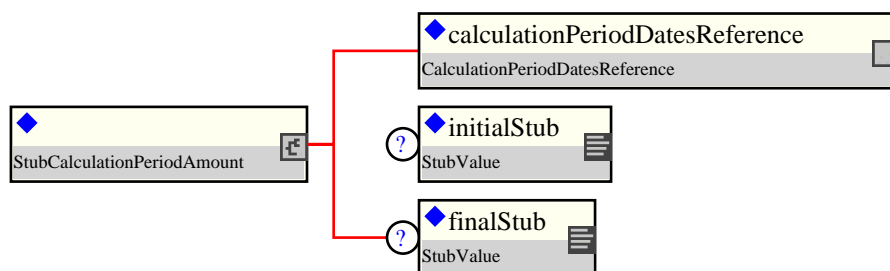 calculationPeriodDatesReference
CalculationPeriodDatesReference
StubCalculationPeriodAmount
? initialStub
StubValue
? finalStub
StubValue